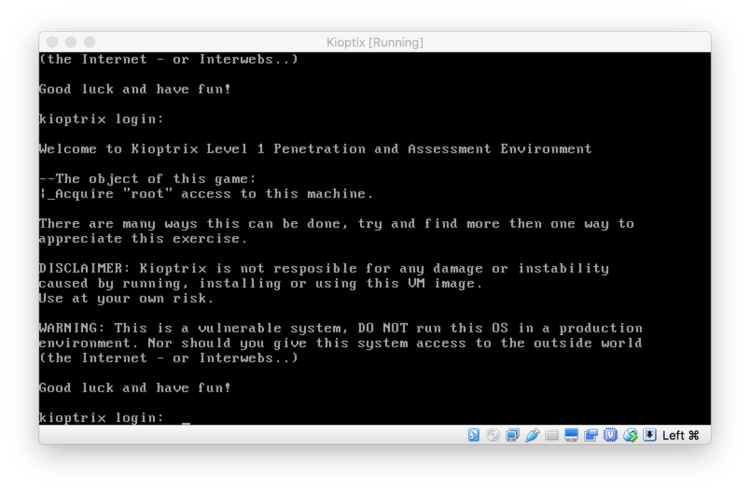 Kioptix [Running]
(the Internet - or Interwebs..)
Good luck and have fun!
kioptrix login:
Welcome to Kioptrix Level 1 Penetration and Assessment Environment
--The object of this game:
|_Acquire "root" access to this machine.
There are many ways this can be done, try and find more then one way to
appreciate this exercise.
DISCLAIMER: Kioptrix is not resposible for any damage or instability
caused by running, installing or using this VM image.
Use at your own risk.
WARNING: This is a vulnerable system, DO NOT run this OS in a production
environment. Nor should you give this system access to the outside world
(the Internet - or Interwebs..)
Good luck and have fun!
kioptrix login: _
Left ⌘